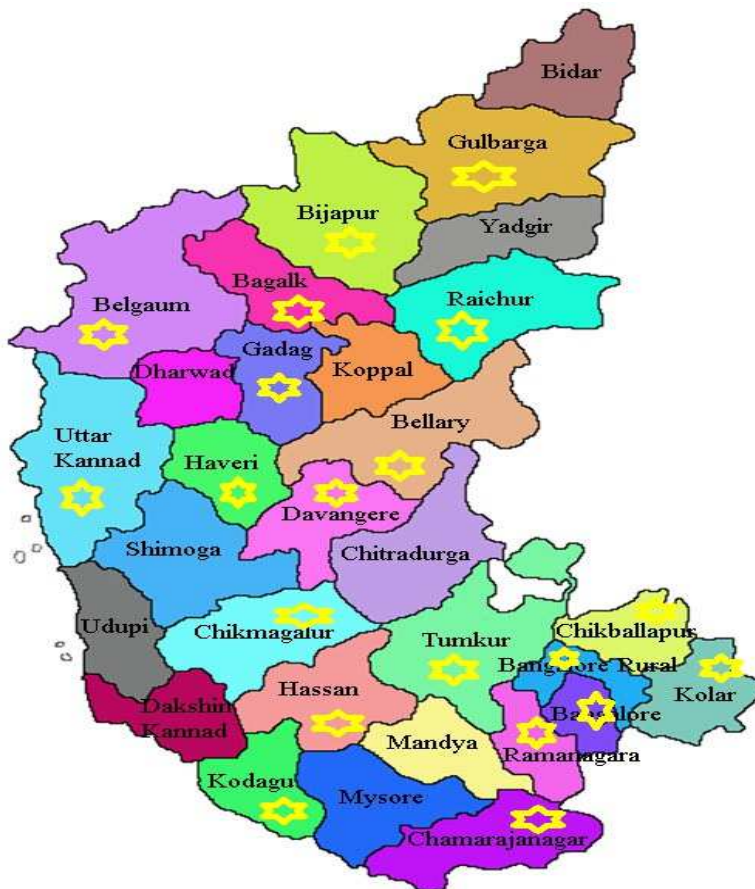 Bidar
Gulbarga
Bijapur
Yadgir
Bagalk
Raichur
Belgaum
Gadag
Dharwad
Koppal
Bellary
Uttar
Kannad
Haveri
Davangere
Shimoga
Chitradurga
Udupi
Chikmagalur
Tumkur
Chikballapur
Bangalore Rural
Kolar
Hassan
Dakshin
Kannad
Bangalore
Mandya
Ramanagara
Kodagu
Mysore
Chamarajanagar